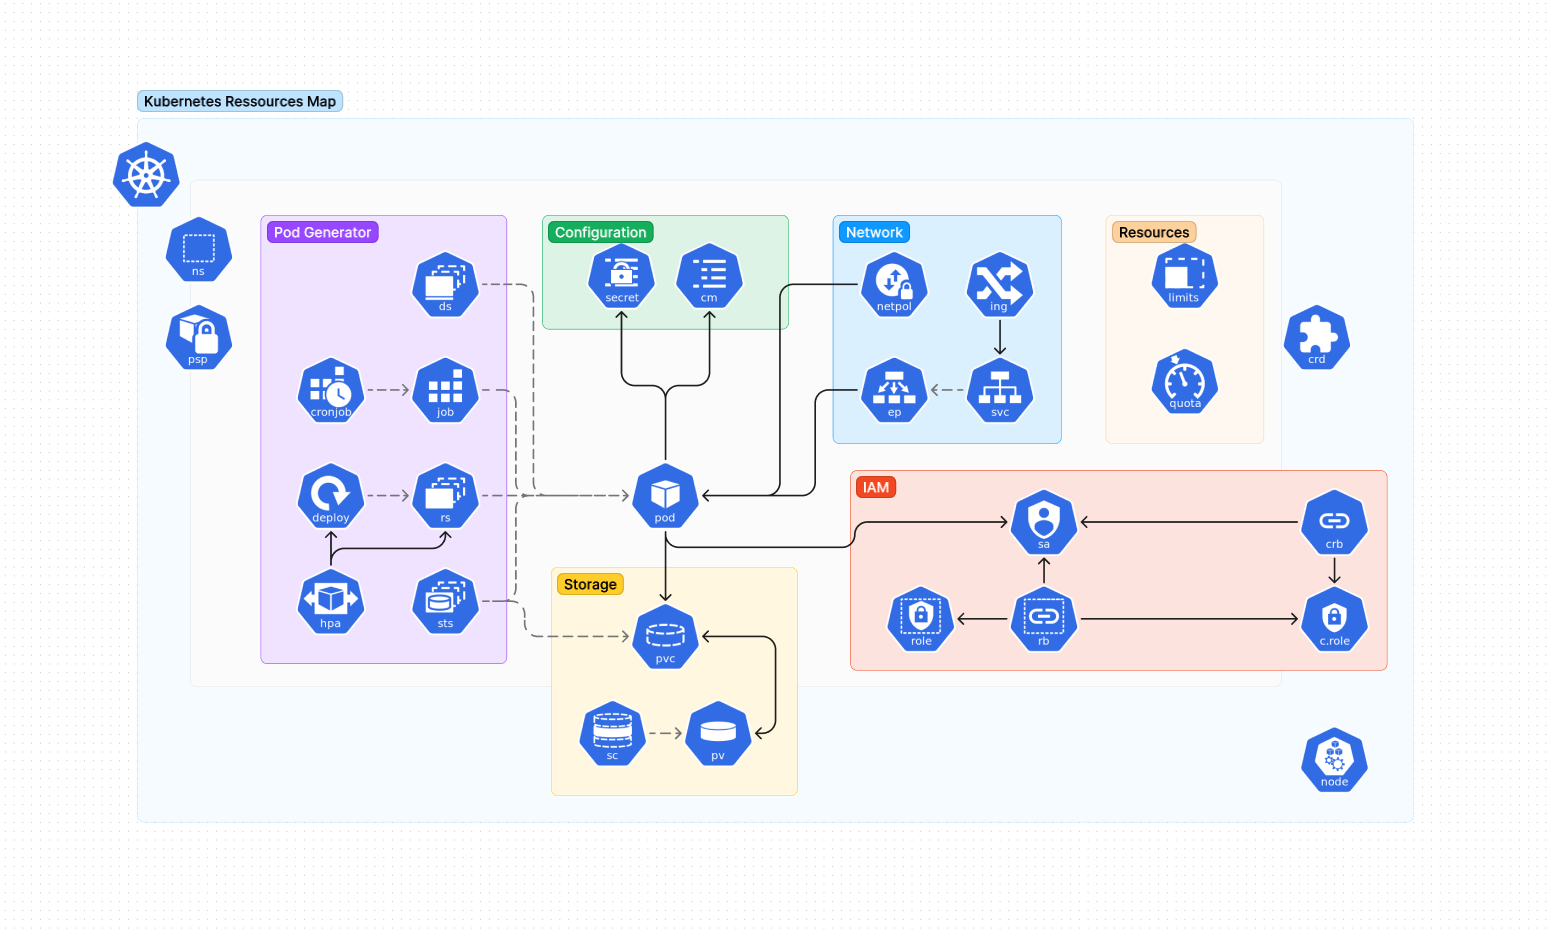 Kubernetes Ressources Map
ns
psp
Pod Generator
ds
cronjob
job
deploy
rs
hpa
sts
Configuration
secret
cm
pod
Storage
pvc
sc
pv
Network
netpol
ing
ep
svc
Resources
limits
quota
crd
IAM
sa
crb
role
rb
c.role
node